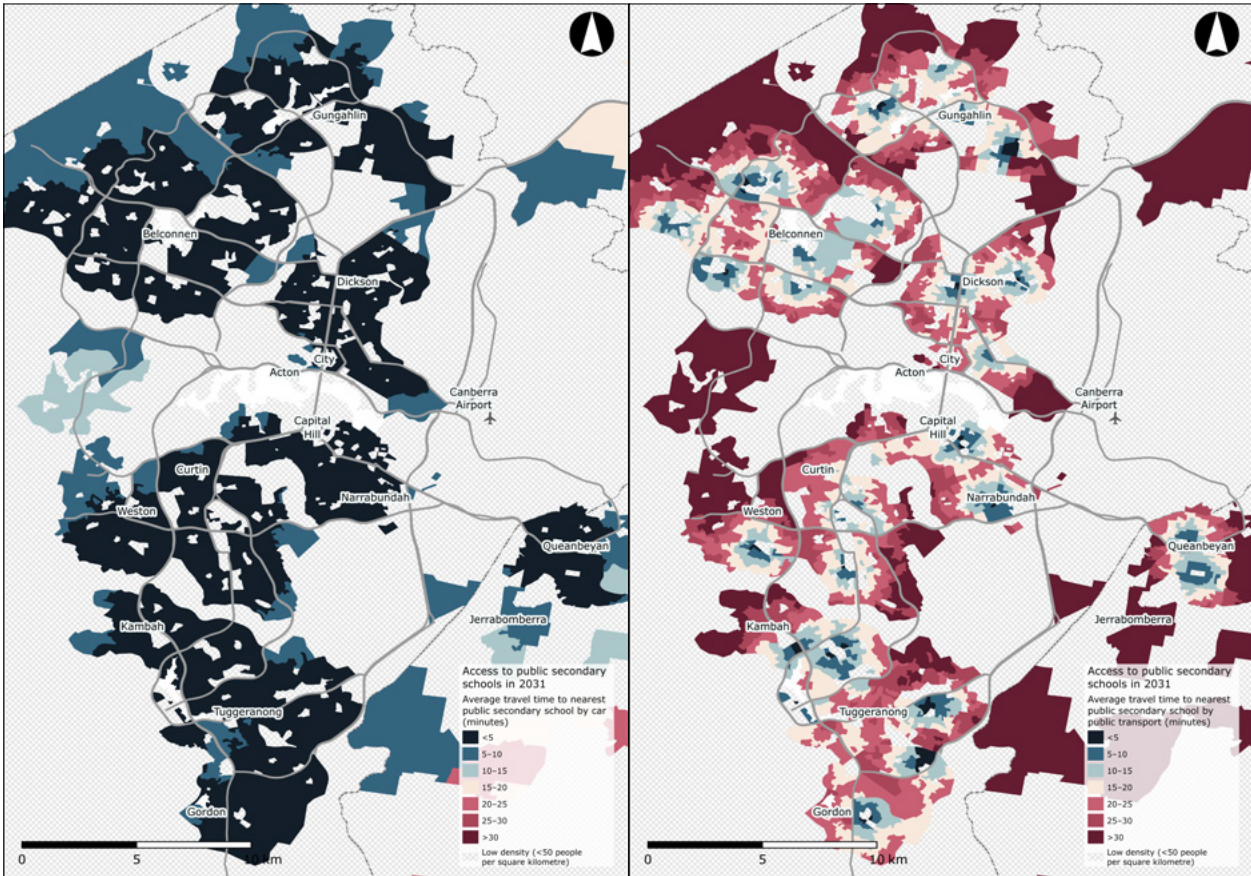 Gungahlin
Belconnen
Dickson
City
Acton
Canberra
Airport
Capital
Hill
Curtin
Narrabundah
Weston
Queanbeyan
Jerrabomberra
Kambah
Tuggeranong
Gordon
Access to public secondary
schools in 2031
Average travel time to nearest
public secondary school by car
(minutes)
<5
5–10
10–15
15–20
20–25
25–30
>30
Low density (<50 people
per square kilometre)
0
5
10 km
Gungahlin
Belconnen
Dickson
City
Acton
Canberra
Airport
Capital
Hill
Curtin
Narrabundah
Weston
Queanbeyan
Jerrabomberra
Kambah
Tuggeranong
Gordon
Access to public secondary
schools in 2031
Average travel time to nearest
public secondary school by
public transport (minutes)
<5
5–10
10–15
15–20
20–25
25–30
>30
Low density (<50 people
per square kilometre)
0
5
10 km